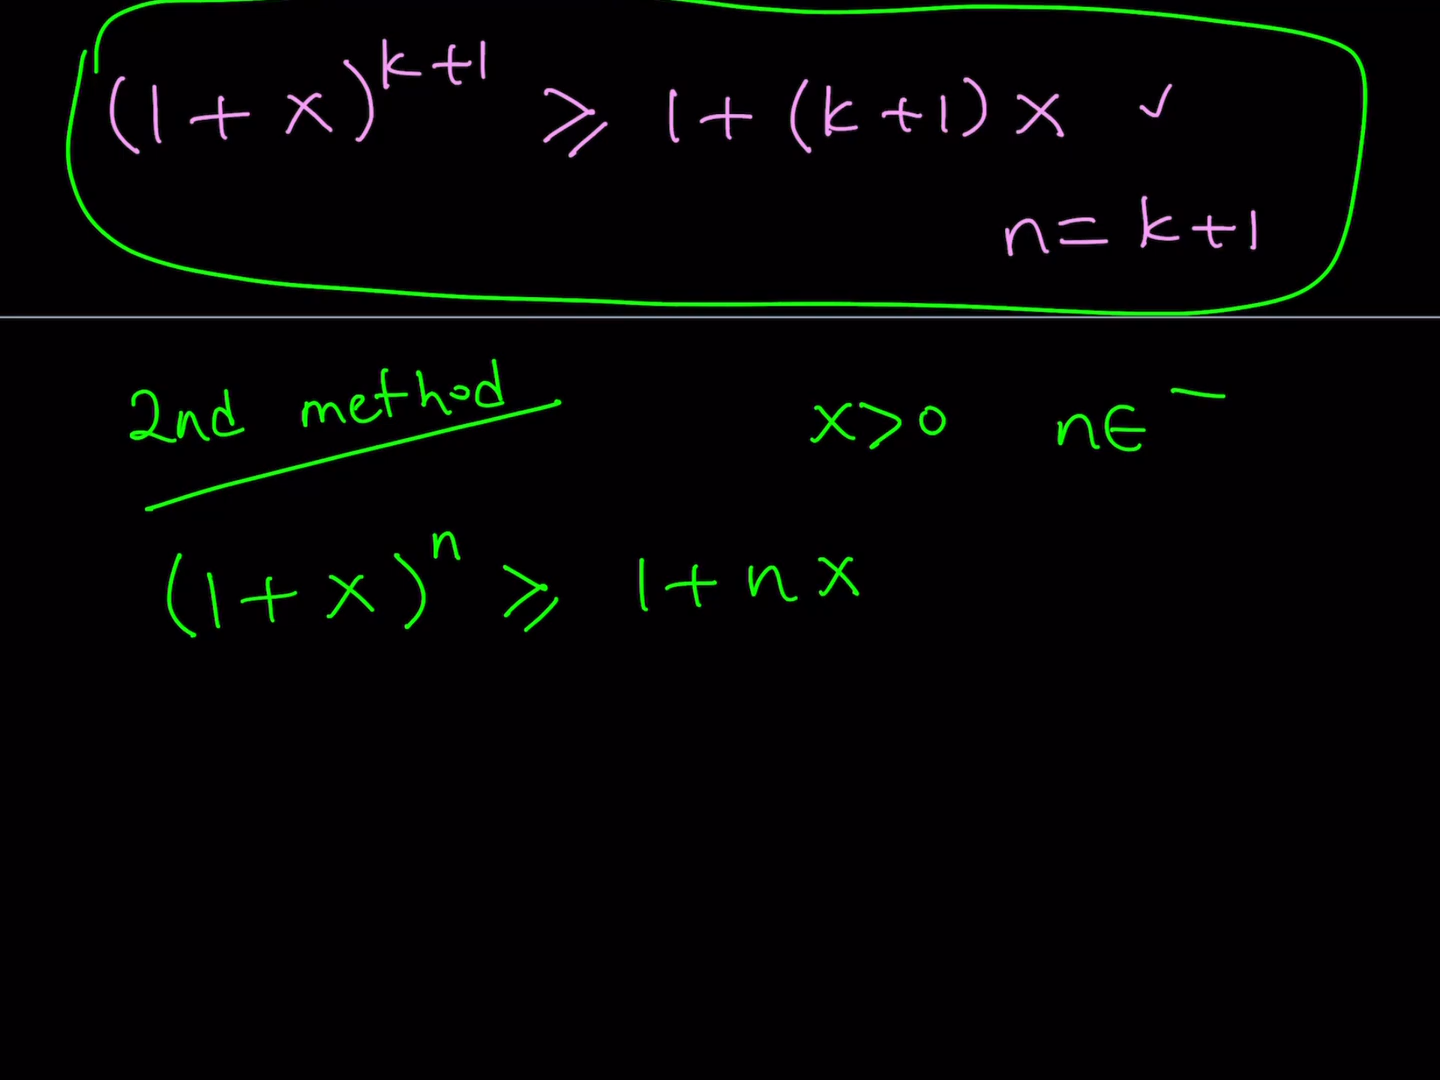 (1+x)^{k+1} ⩾ 1+(k+1)x ✓
n=k+1
2nd method x>0 n∈
(1+x)^n ⩾ 1+nx